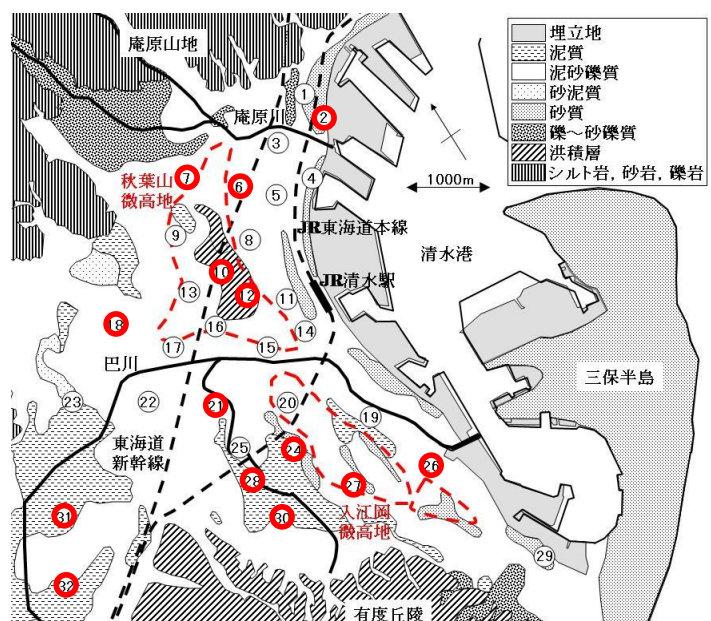 庵原山地
埋立地
泥質
泥砂礫質
砂泥質
砂質
礫～砂礫質
洪積層
シルト岩，砂岩，礫岩
1
庵原川
2
3
秋葉山
微高地
7
6
4
5
1000m
9
8
JR東海道本線
清水港
10
JR清水駅
13
12
11
18
16
14
17
15
巴川
三保半島
23
22
21
20
19
東海道
新幹線
25
24
26
28
27
31
30
入江岡
微高地
29
32
有度丘陵